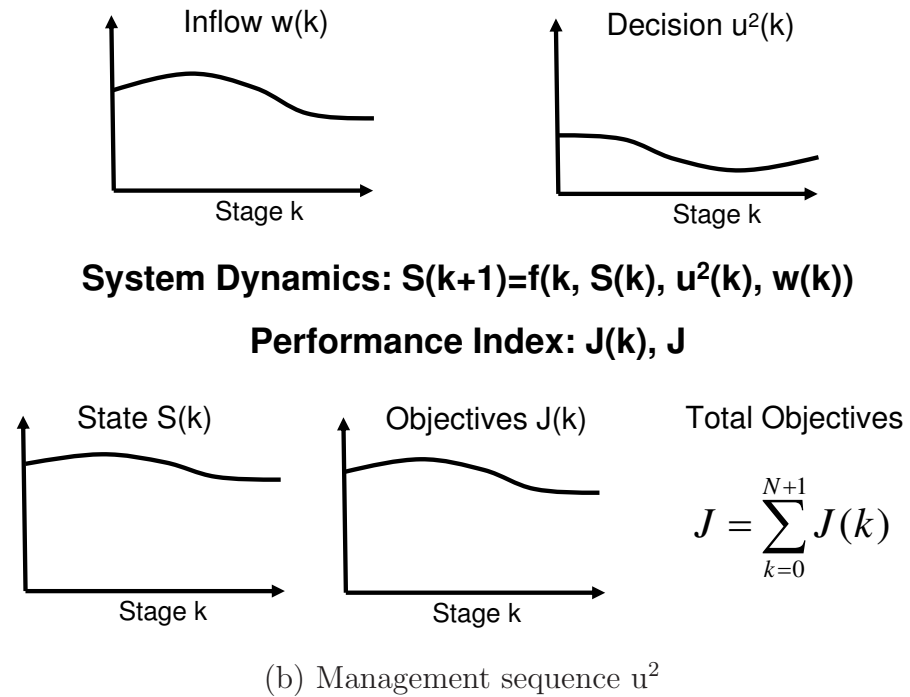 Inflow w(k)
Decision u²(k)
Stage k
Stage k
System Dynamics: S(k+1)=f(k, S(k), u²(k), w(k))
Performance Index: J(k), J
State S(k)
Objectives J(k)
Total Objectives
J = \sum_{k=0}^{N+1} J(k)
Stage k
Stage k
(b) Management sequence u²